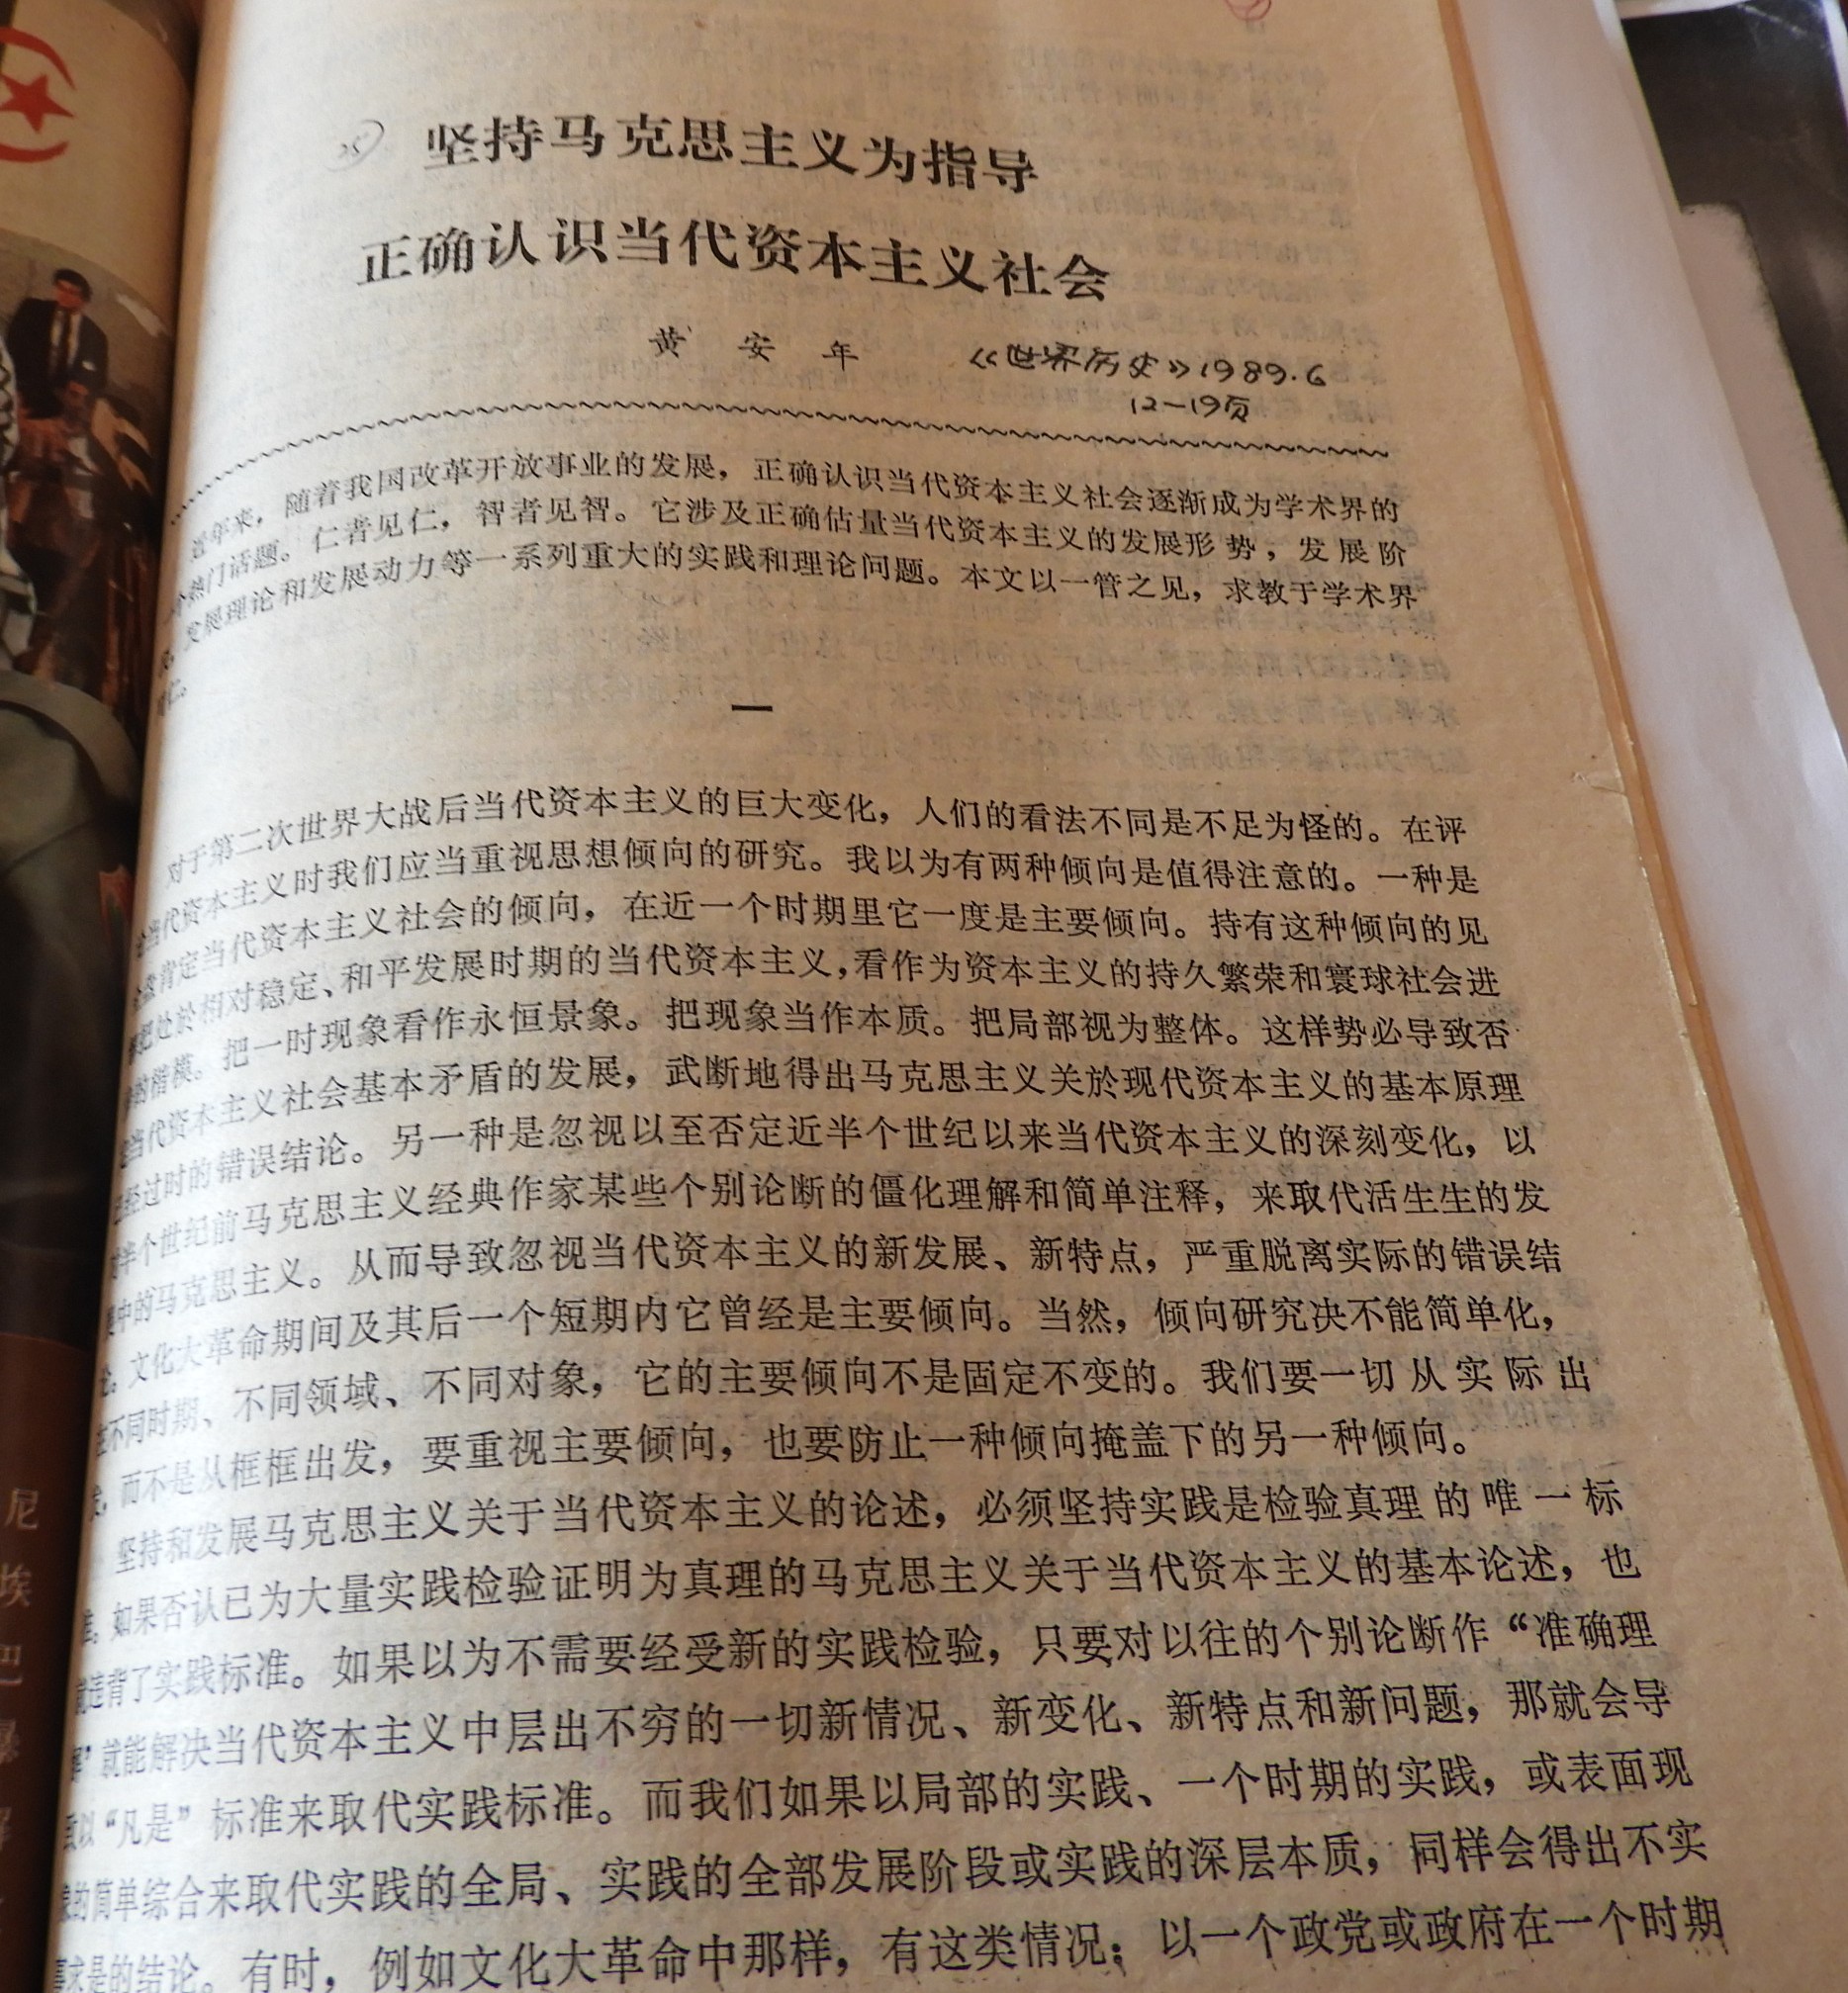 坚持马克思主义为指导
正确认识当代资本主义社会
黄 安 年 《世界历史》1989.6
12—19页
近年来，随着我国改革开放事业的发展，正确认识当代资本主义社会逐渐成为学术界的
个热门话题。仁者见仁，智者见智。它涉及正确估量当代资本主义的发展形势，发展阶
发展理论和发展动力等一系列重大的实践和理论问题。本文以一管之见，求教于学术界
一
对于第二次世界大战后当代资本主义的巨大变化，人们的看法不同是不足为怪的。在评
论当代资本主义时我们应当重视思想倾向的研究。我以为有两种倾向是值得注意的。一种是
肯定当代资本主义社会的倾向，在近一个时期里它一度是主要倾向。持有这种倾向的见
把处於相对稳定、和平发展时期的当代资本主义，看作为资本主义的持久繁荣和寰球社会进
的楷模。把一时现象看作永恒景象。把现象当作本质。把局部视为整体。这样势必导致否
当代资本主义社会基本矛盾的发展，武断地得出马克思主义关於现代资本主义的基本原理
已经过时的错误结论。另一种是忽视以至否定近半个世纪以来当代资本主义的深刻变化，以
半个世纪前马克思主义经典作家某些个别论断的僵化理解和简单注释，来取代活生生的发
展中的马克思主义。从而导致忽视当代资本主义的新发展、新特点，严重脱离实际的错误结
论。文化大革命期间及其后一个短期内它曾经是主要倾向。当然，倾向研究决不能简单化，
在不同时期、不同领域、不同对象，它的主要倾向不是固定不变的。我们要一切从实际出
发，而不是从框框出发，要重视主要倾向，也要防止一种倾向掩盖下的另一种倾向。
坚持和发展马克思主义关于当代资本主义的论述，必须坚持实践是检验真理的唯一标
准。如果否认已为大量实践检验证明为真理的马克思主义关于当代资本主义的基本论述，也
就违背了实践标准。如果以为不需要经受新的实践检验，只要对以往的个别论断作“准确理
解”就能解决当代资本主义中层出不穷的一切新情况、新变化、新特点和新问题，那就会导
致以“凡是”标准来取代实践标准。而我们如果以局部的实践、一个时期的实践，或表面现
象的简单综合来取代实践的全局、实践的全部发展阶段或实践的深层本质，同样会得出不实
事求是的结论。有时，例如文化大革命中那样，有这类情况；以一个政党或政府在一个时期
尼
埃
巴